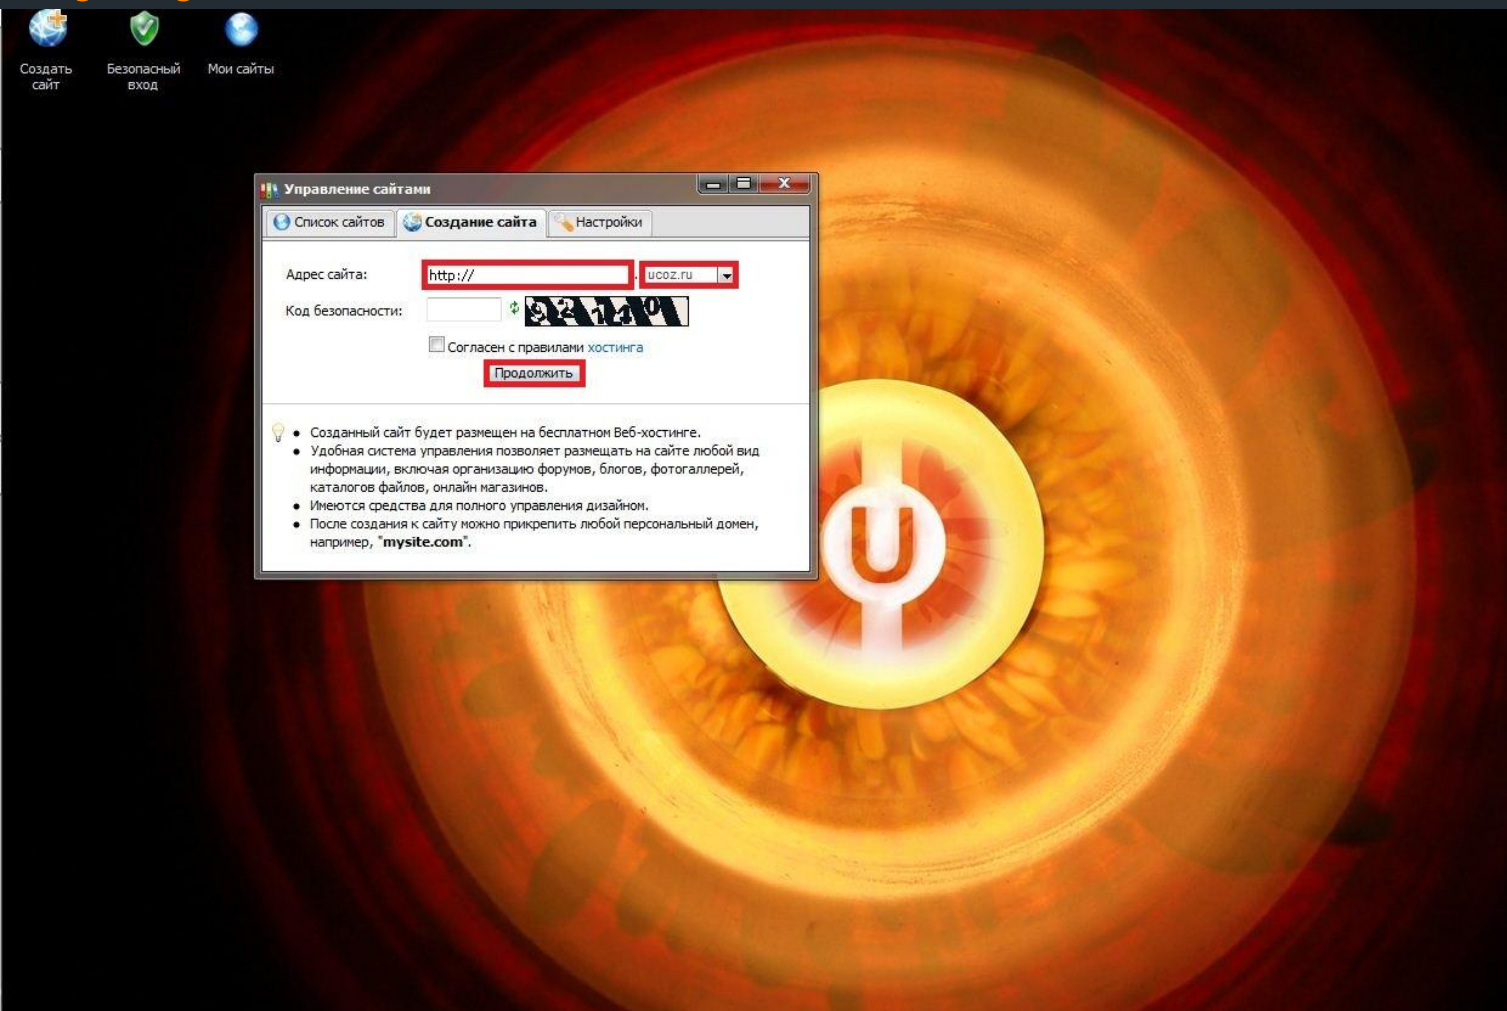 Создать
сайт
Безопасный
вход
Мои сайты
Управление сайтами
Список сайтов
Создание сайта
Настройки
Адрес сайта:
http://
. ucoz.ru
Код безопасности:
Согласен с правилами хостинга
Продолжить
• Созданный сайт будет размещен на бесплатном Веб-хостинге.
• Удобная система управления позволяет размещать на сайте любой вид
информации, включая организацию форумов, блогов, фотогаллерей,
каталогов файлов, онлайн магазинов.
• Имеются средства для полного управления дизайном.
• После создания к сайту можно прикрепить любой персональный домен,
например, "mysite.com".
U